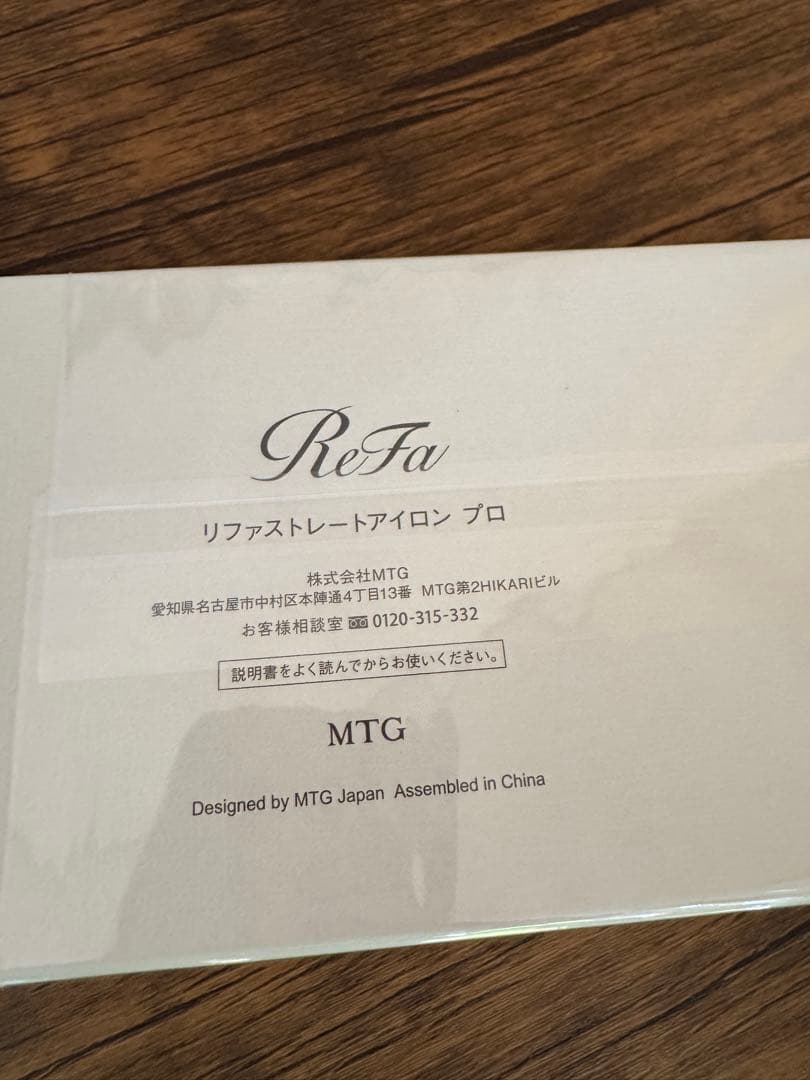 ReFa
リファストレートアイロン プロ
株式会社MTG
愛知県名古屋市中村区本陣通4丁目13番 MTG第2HIKARIビル
お客様相談室 0120-315-332
説明書をよく読んでからお使いください。
MTG
Designed by MTG Japan Assembled in China